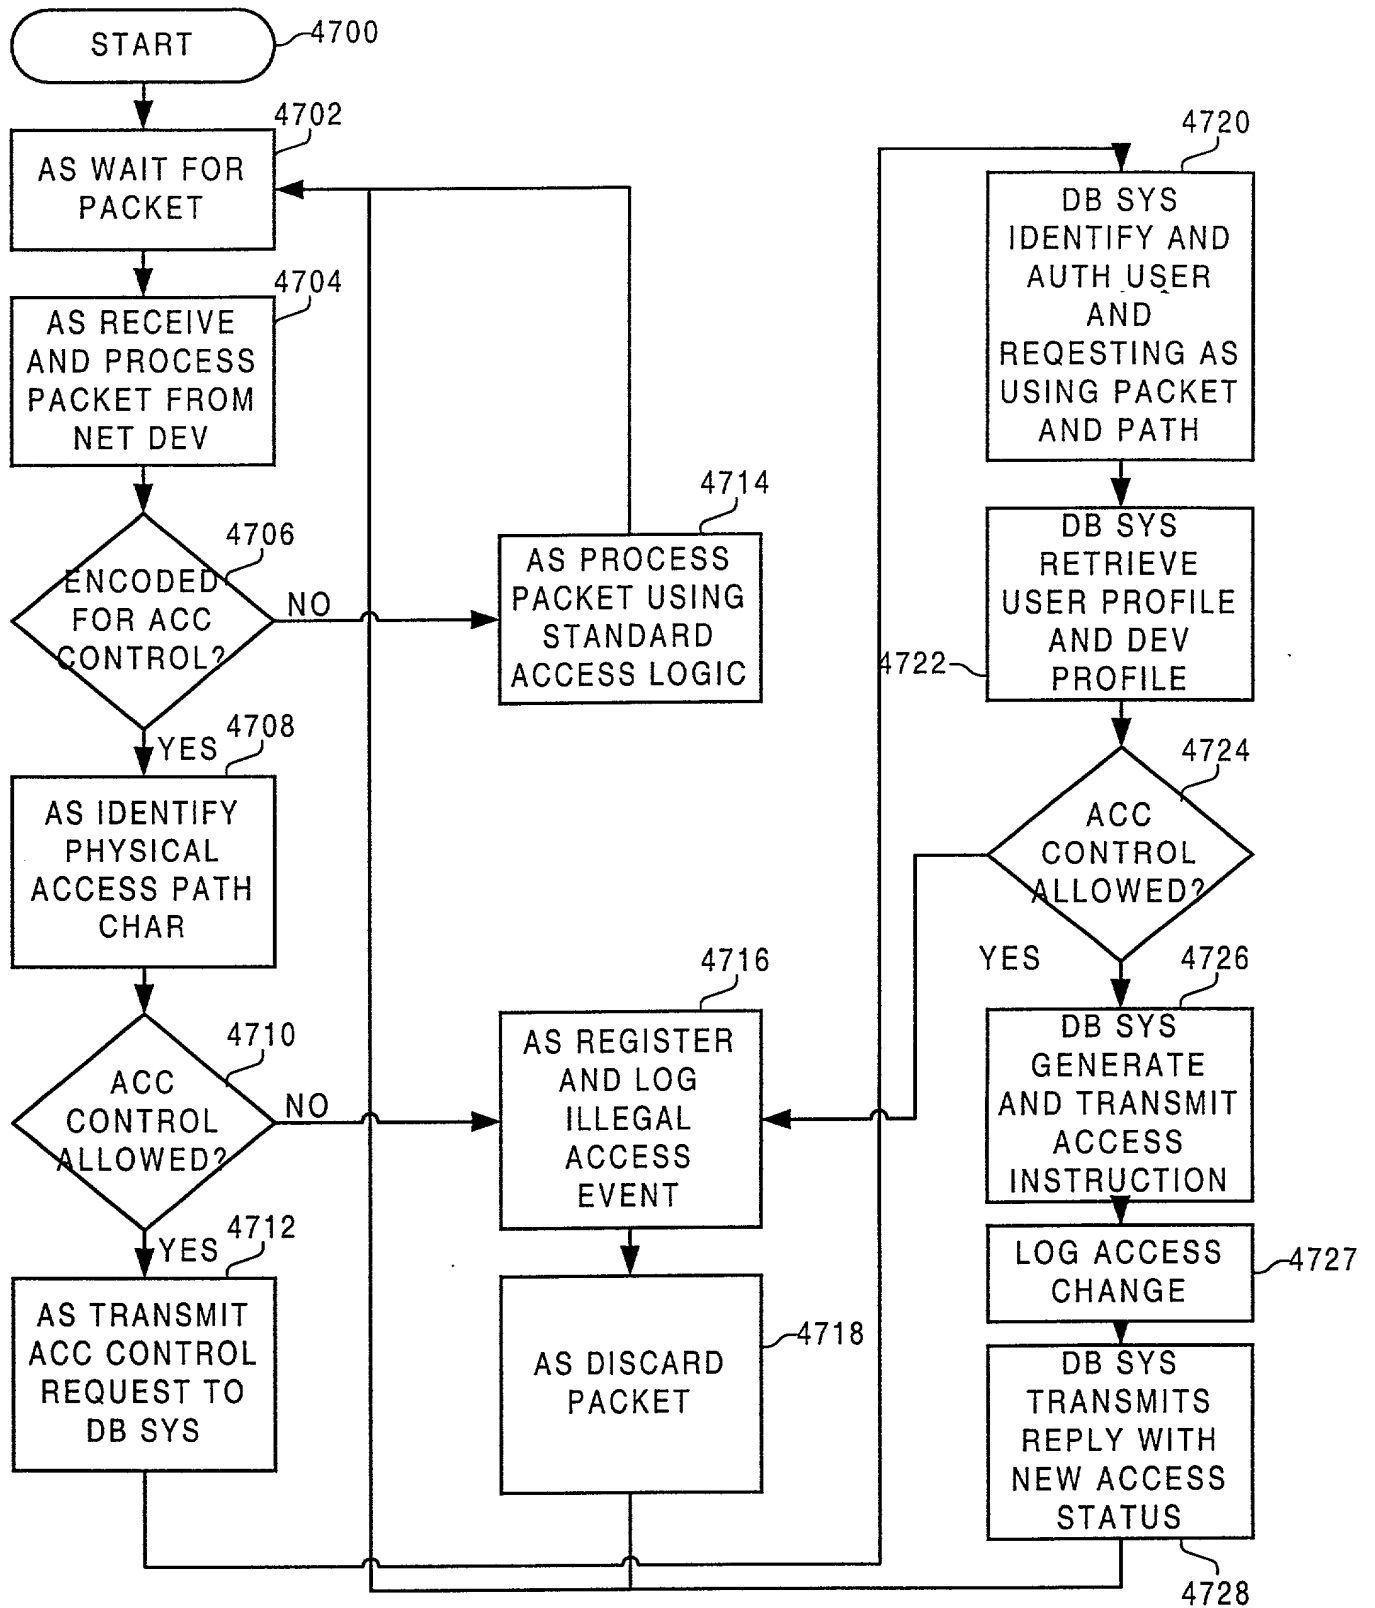 START
4700
4702
AS WAIT FOR
PACKET
4704
AS RECEIVE
AND PROCESS
PACKET FROM
NET DEV
4706
ENCODED
FOR ACC
CONTROL?
NO
YES
4708
AS IDENTIFY
PHYSICAL
ACCESS PATH
CHAR
4710
ACC
CONTROL
ALLOWED?
NO
YES
4712
AS TRANSMIT
ACC CONTROL
REQUEST TO
DB SYS
4714
AS PROCESS
PACKET USING
STANDARD
ACCESS LOGIC
4716
AS REGISTER
AND LOG
ILLEGAL
ACCESS
EVENT
4718
AS DISCARD
PACKET
4720
DB SYS
IDENTIFY AND
AUTH USER
AND
REQESTING AS
USING PACKET
AND PATH
4722
DB SYS
RETRIEVE
USER PROFILE
AND DEV
PROFILE
4724
ACC
CONTROL
ALLOWED?
YES
4726
DB SYS
GENERATE
AND TRANSMIT
ACCESS
INSTRUCTION
LOG ACCESS
CHANGE
4727
DB SYS
TRANSMITS
REPLY WITH
NEW ACCESS
STATUS
4728